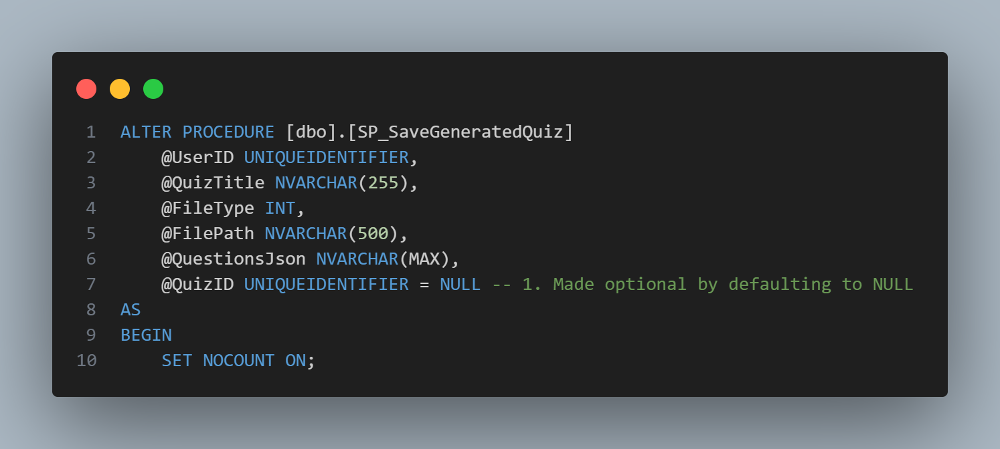 1 ALTER PROCEDURE [dbo].[SP_SaveGeneratedQuiz]
2     @UserID UNIQUEIDENTIFIER,
3     @QuizTitle NVARCHAR(255),
4     @FileType INT,
5     @FilePath NVARCHAR(500),
6     @QuestionsJson NVARCHAR(MAX),
7     @QuizID UNIQUEIDENTIFIER = NULL -- 1. Made optional by defaulting to NULL
8 AS
9 BEGIN
10     SET NOCOUNT ON;